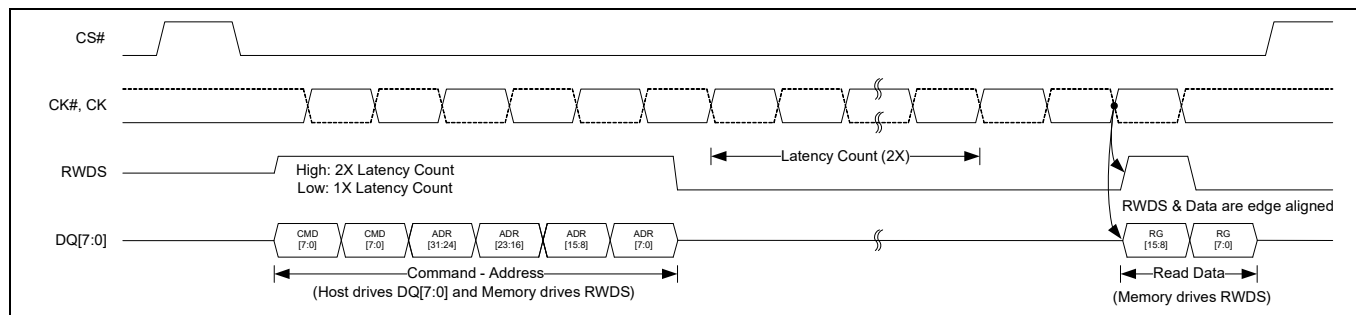 CS#
CK#, CK
Latency Count (2X)
RWDS
High: 2X Latency Count
Low: 1X Latency Count
RWDS & Data are edge aligned
DQ[7:0]
CMD
[7:0]
CMD
[7:0]
ADR
[31:24]
ADR
[23:16]
ADR
[15:8]
ADR
[7:0]
RG
[15:8]
RG
[7:0]
Command - Address
(Host drives DQ[7:0] and Memory drives RWDS)
Read Data
(Memory drives RWDS)